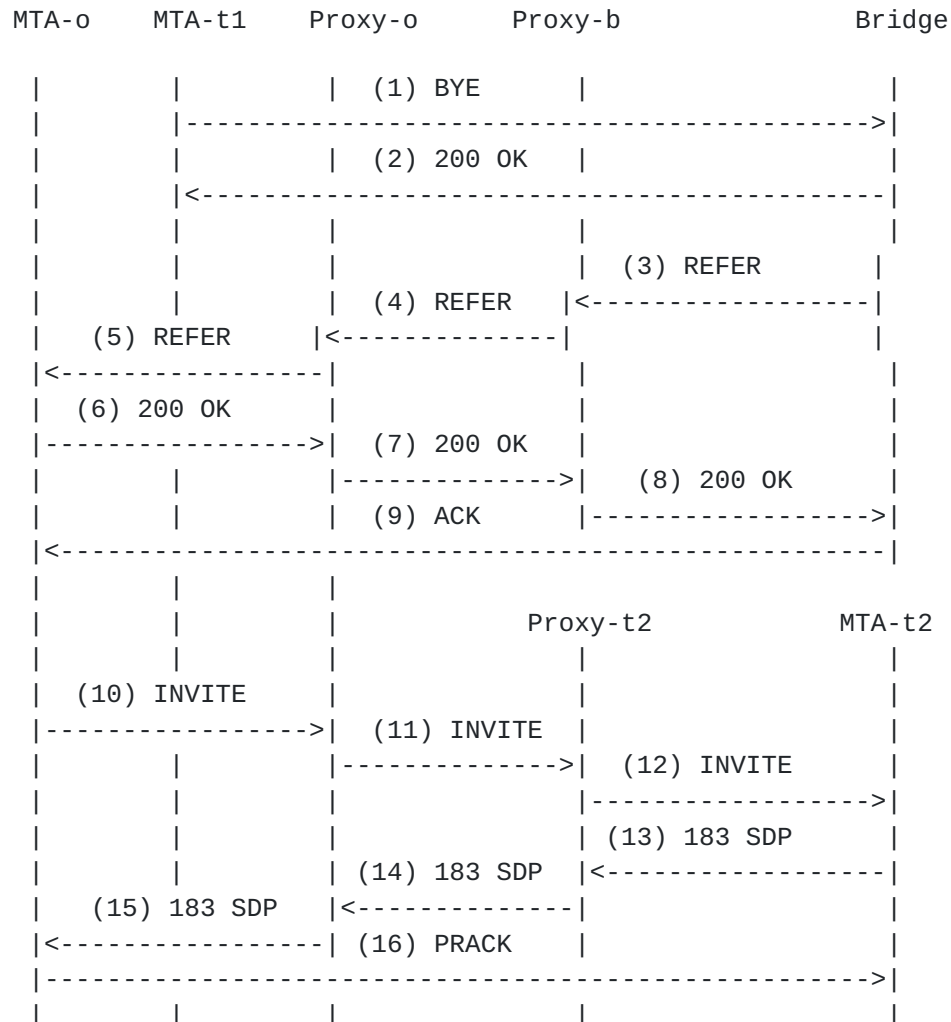 MTA-o    MTA-t1    Proxy-o      Proxy-b               Bridge
(1) BYE
(2) 200 OK
(3) REFER
(4) REFER
(5) REFER
(6) 200 OK
(7) 200 OK
(8) 200 OK
(9) ACK
Proxy-t2            MTA-t2
(10) INVITE
(11) INVITE
(12) INVITE
(13) 183 SDP
(14) 183 SDP
(15) 183 SDP
(16) PRACK